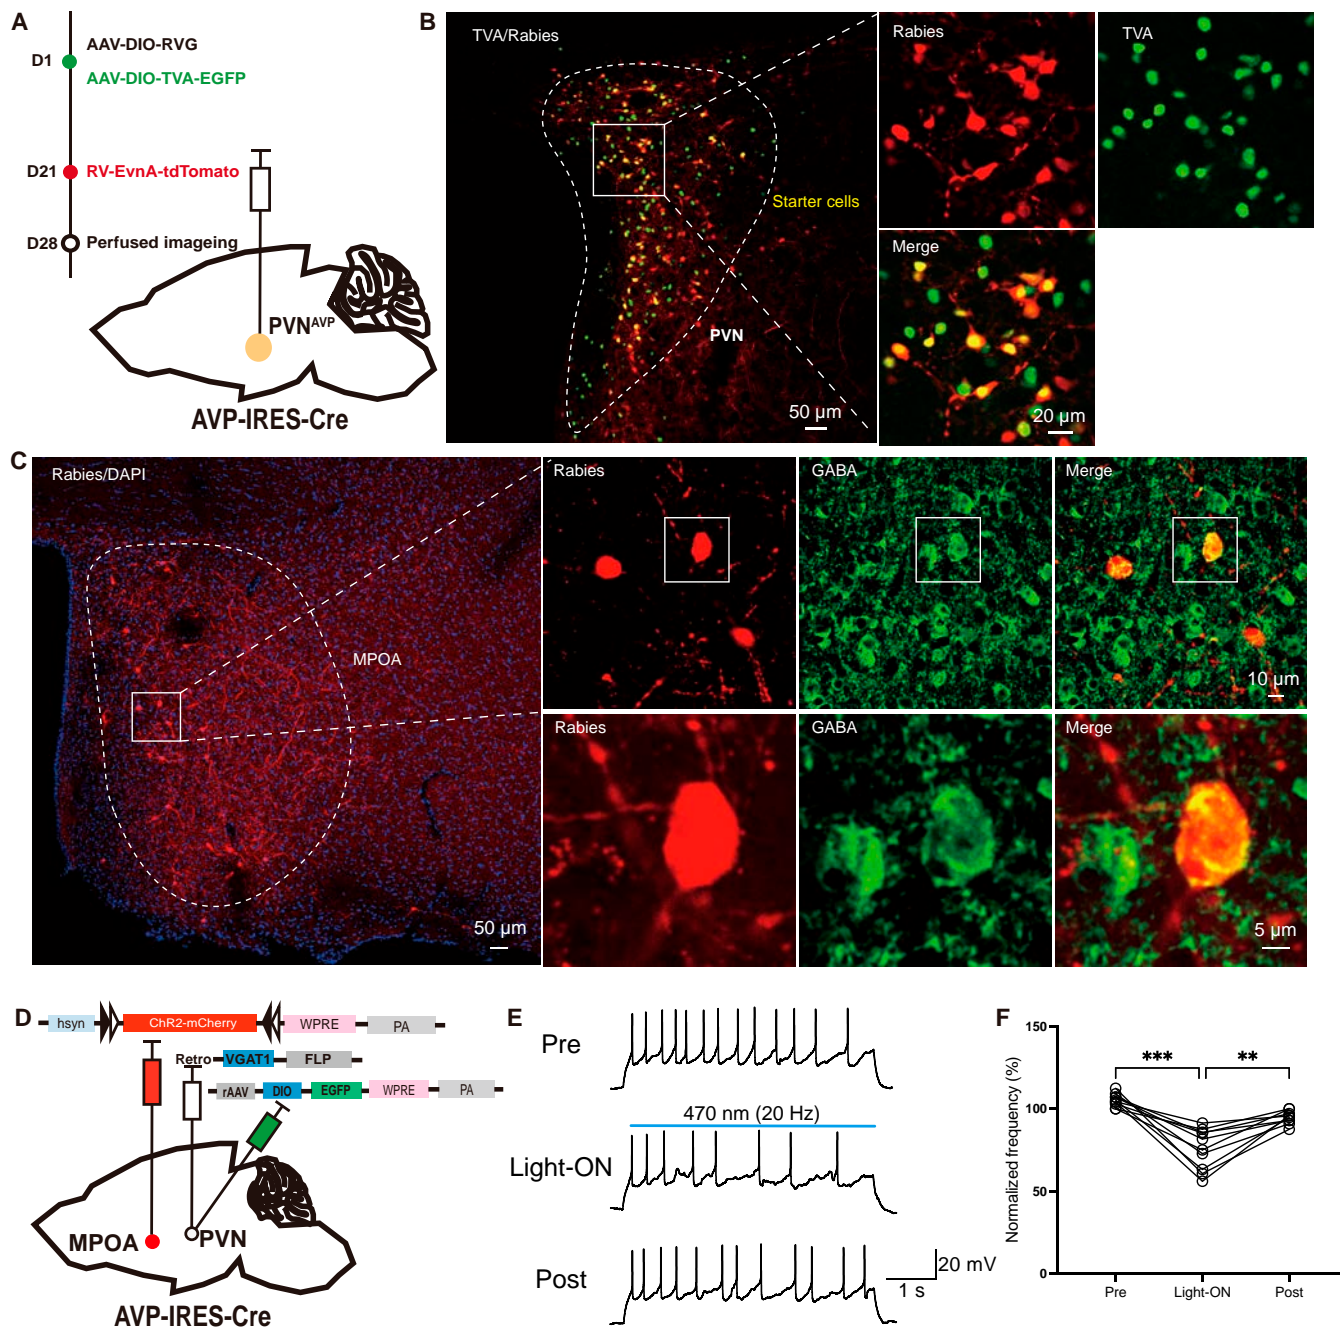 A
AAV-DIO-RVG
D1
AAV-DIO-TVA-EGFP
D21
RV-EvnA-tdTomato
D28
Perfused imageing
PVNAVP
AVP-IRES-Cre
B
TVA/Rabies
Starter cells
PVN
50 µm
Rabies
TVA
Merge
20 µm
C
Rabies/DAPI
MPOA
50 µm
Rabies
GABA
Merge
10 µm
Rabies
GABA
Merge
5 µm
D
hsyn
ChR2-mCherry
WPRE
PA
Retro
VGAT1
FLP
rAAV
DIO
EGFP
WPRE
PA
MPOA
PVN
AVP-IRES-Cre
E
Pre
470 nm (20 Hz)
Light-ON
Post
20 mV
1 s
F
Normalized frequency (%)
150
100
50
0
***
**
Pre
Light-ON
Post